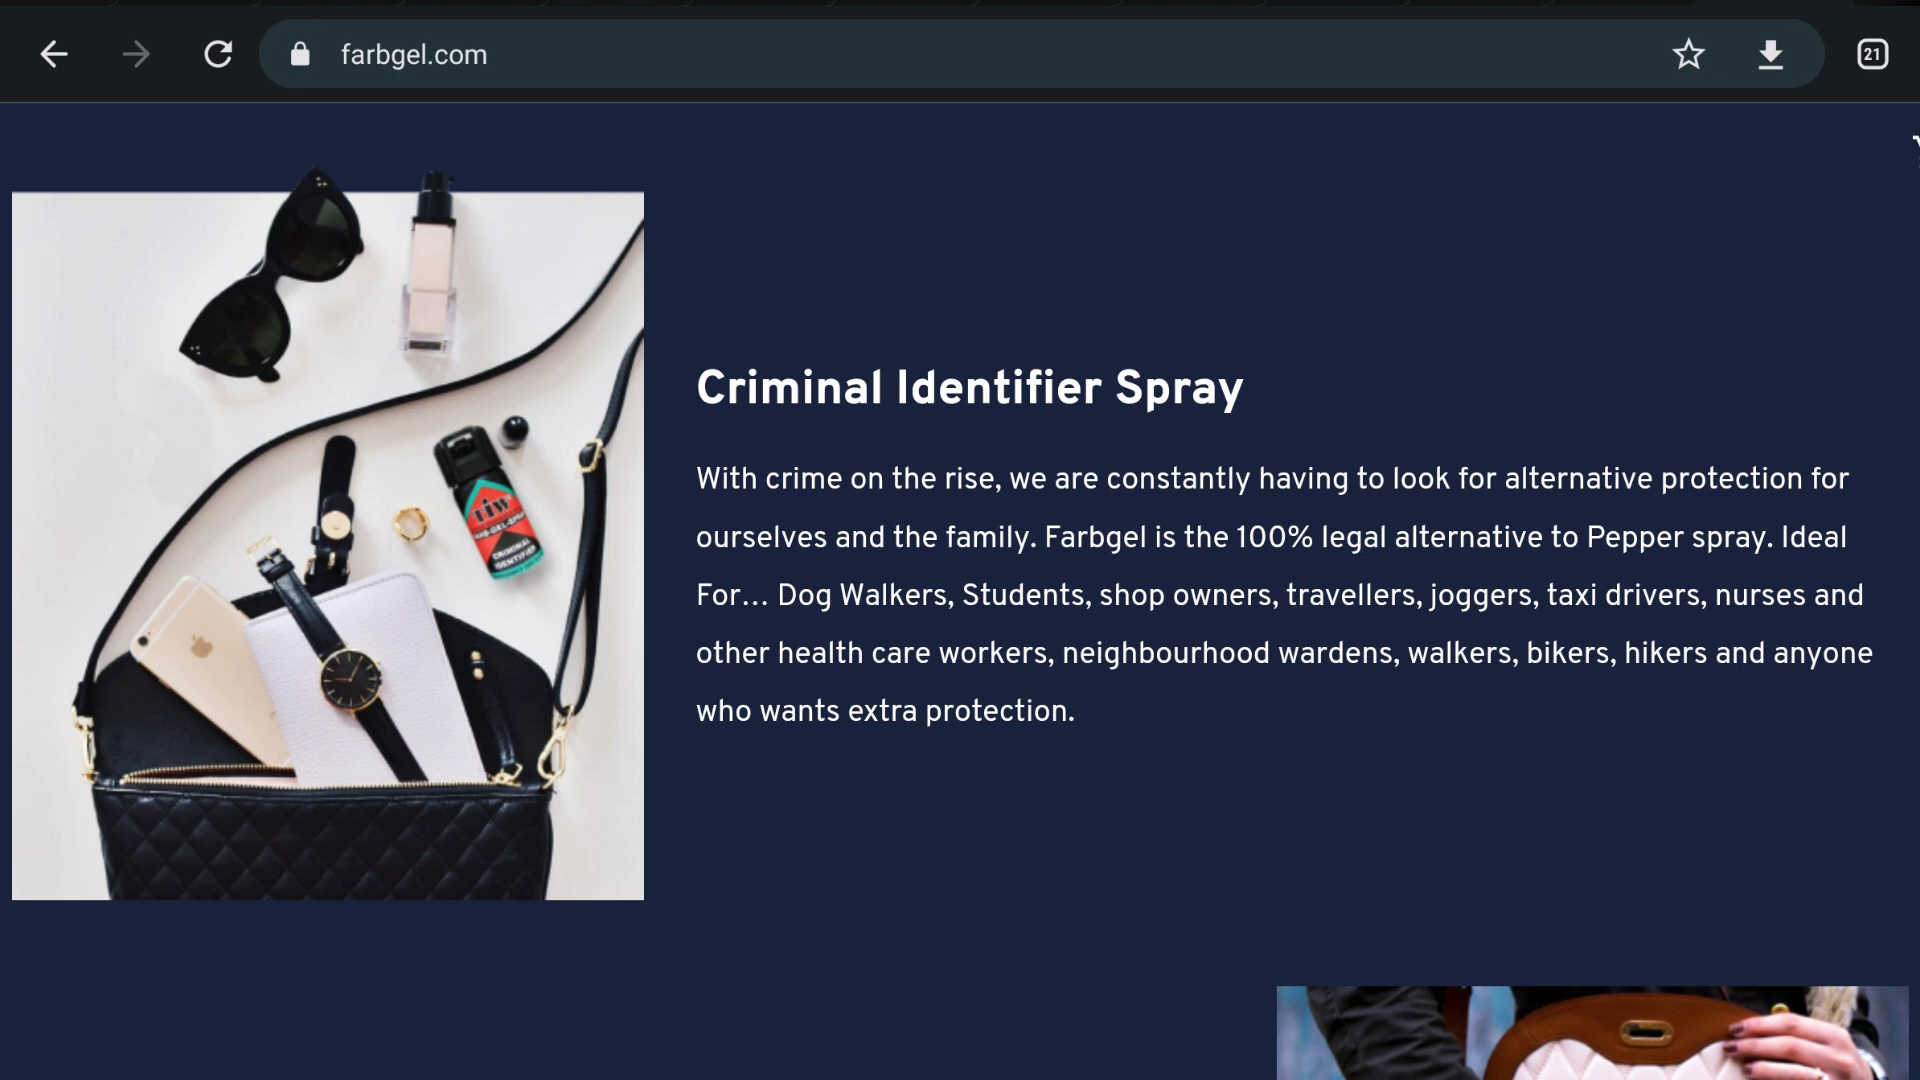 farbgel.com
21
Criminal Identifier Spray
With crime on the rise, we are constantly having to look for alternative protection for
ourselves and the family. Farbgel is the 100% legal alternative to Pepper spray. Ideal
For... Dog Walkers, Students, shop owners, travellers, joggers, taxi drivers, nurses and
other health care workers, neighbourhood wardens, walkers, bikers, hikers and anyone
who wants extra protection.
CRIMINAL
IDENTIFIER